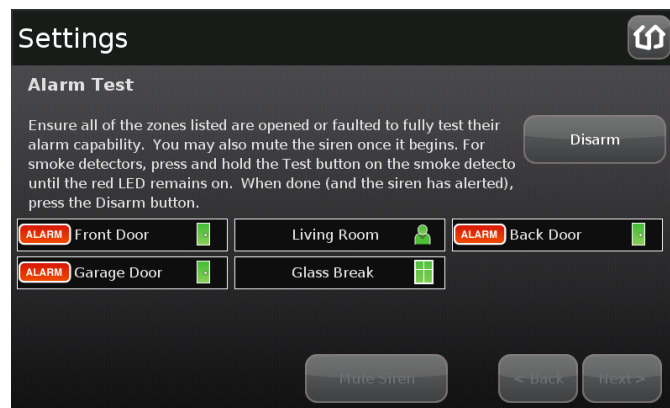 Settings
Alarm Test
Ensure all of the zones listed are opened or faulted to fully test their
alarm capability.  You may also mute the siren once it begins. For
smoke detectors, press and hold the Test button on the smoke detecto
until the red LED remains on.  When done (and the siren has alerted),
press the Disarm button.
Disarm
ALARM Front Door
Living Room
ALARM Back Door
ALARM Garage Door
Glass Break
Mute Siren
< Back
Next >